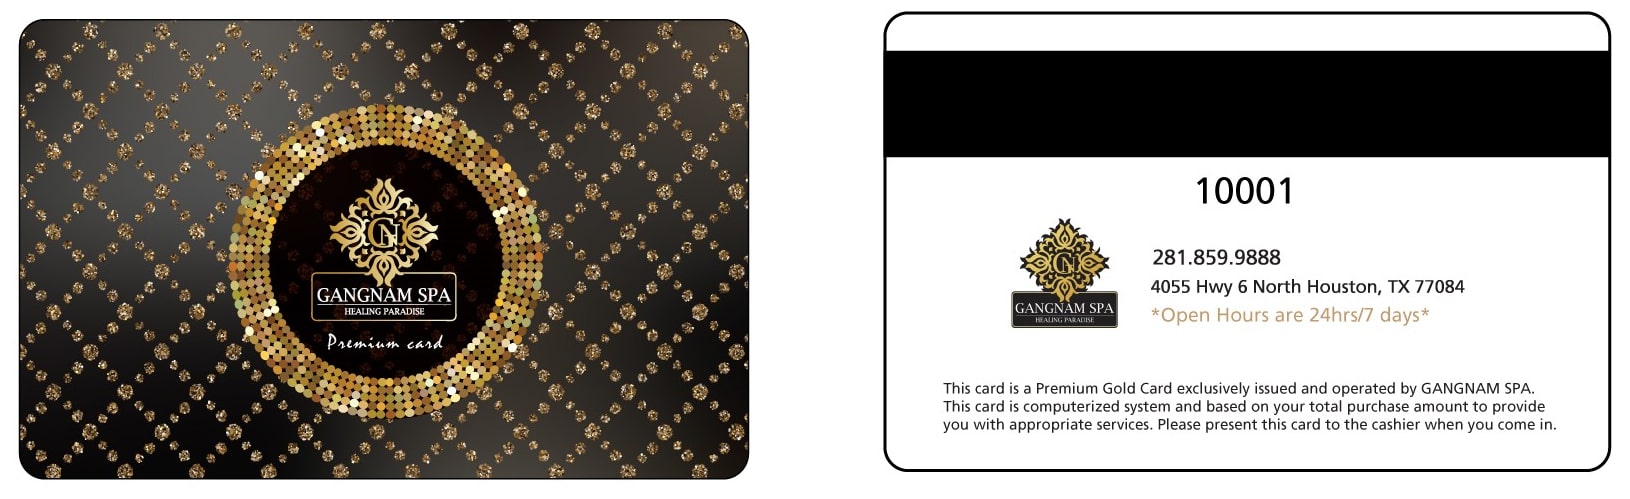 GN
GANGNAM SPA
HEALING PARADISE
Premium card
10001
GN
GANGNAM SPA
HEALING PARADISE
281.859.9888
4055 Hwy 6 North Houston, TX 77084
*Open Hours are 24hrs/7 days*
This card is a Premium Gold Card exclusively issued and operated by GANGNAM SPA.
This card is computerized system and based on your total purchase amount to provide
you with appropriate services. Please present this card to the cashier when you come in.